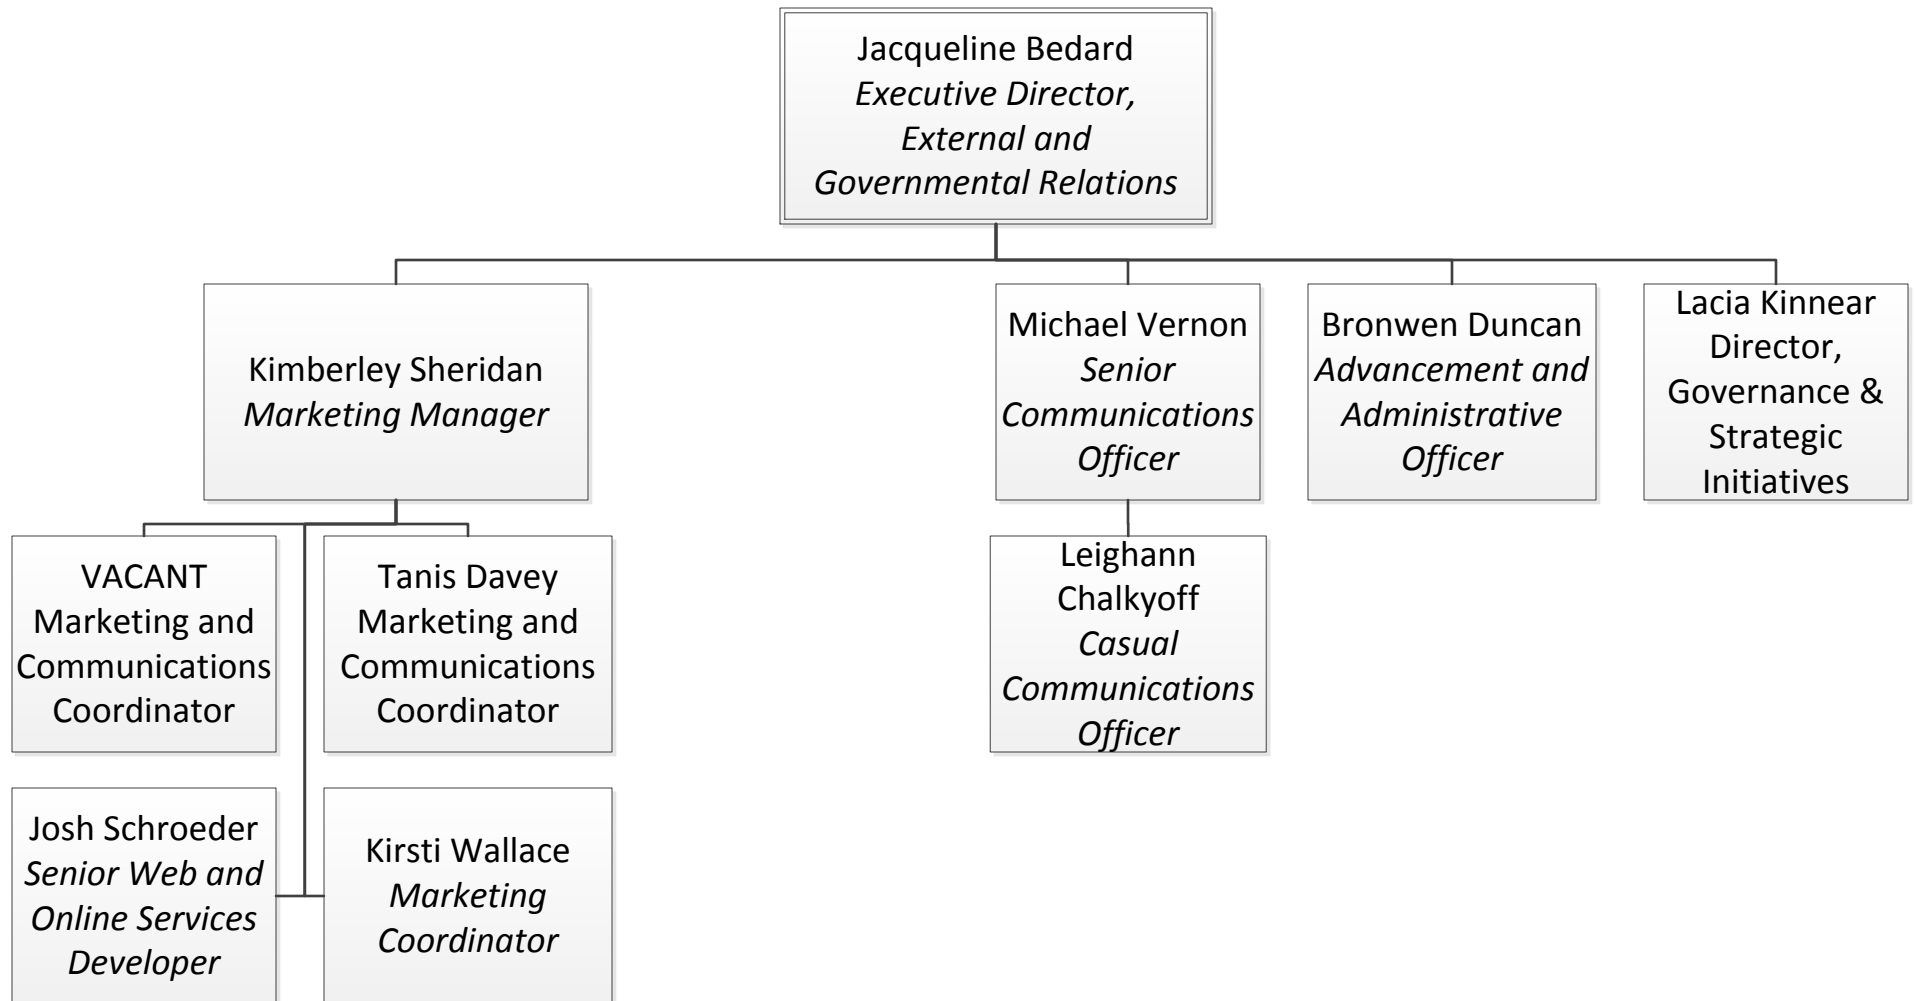 Jacqueline Bedard
Executive Director,
External and
Governmental Relations
Kimberley Sheridan
Marketing Manager
Michael Vernon
Senior
Communications
Officer
Bronwen Duncan
Advancement and
Administrative
Officer
Lacia Kinnear
Director,
Governance &
Strategic
Initiatives
VACANT
Marketing and
Communications
Coordinator
Tanis Davey
Marketing and
Communications
Coordinator
Leighann
Chalkyoff
Casual
Communications
Officer
Josh Schroeder
Senior Web and
Online Services
Developer
Kirsti Wallace
Marketing
Coordinator